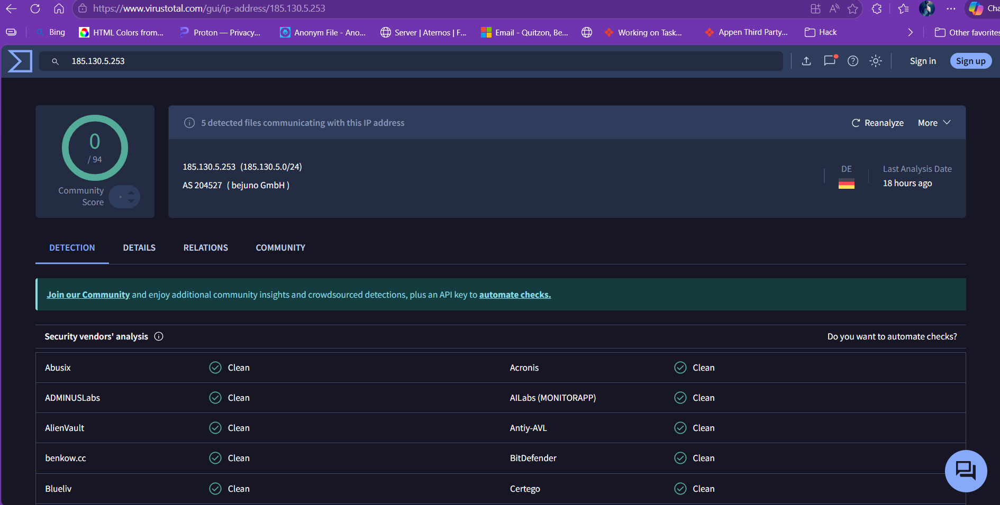 https://www.virustotal.com/gui/ip-address/185.130.5.253
Cha
Bing HTML Colors from... Proton — Privacy... Anonym File - Ano... Server | Aternos | F... Email - Quitzon, Be... Working on Task... Appen Third Party... Hack Other favorites
185.130.5.253 Sign in Sign up
0
/ 94
Community
Score
5 detected files communicating with this IP address Reanalyze More
185.130.5.253 (185.130.5.0/24)
AS 204527 ( bejuno GmbH )
DE
Last Analysis Date
18 hours ago
DETECTION DETAILS RELATIONS COMMUNITY
Join our Community and enjoy additional community insights and crowdsourced detections, plus an API key to automate checks.
Security vendors' analysis Do you want to automate checks?
Abusix Clean Acronis Clean
ADMINUSLabs Clean AILabs (MONITORAPP) Clean
AlienVault Clean Antiy-AVL Clean
benkow.cc Clean BitDefender Clean
Blueliv Clean Certego Clean